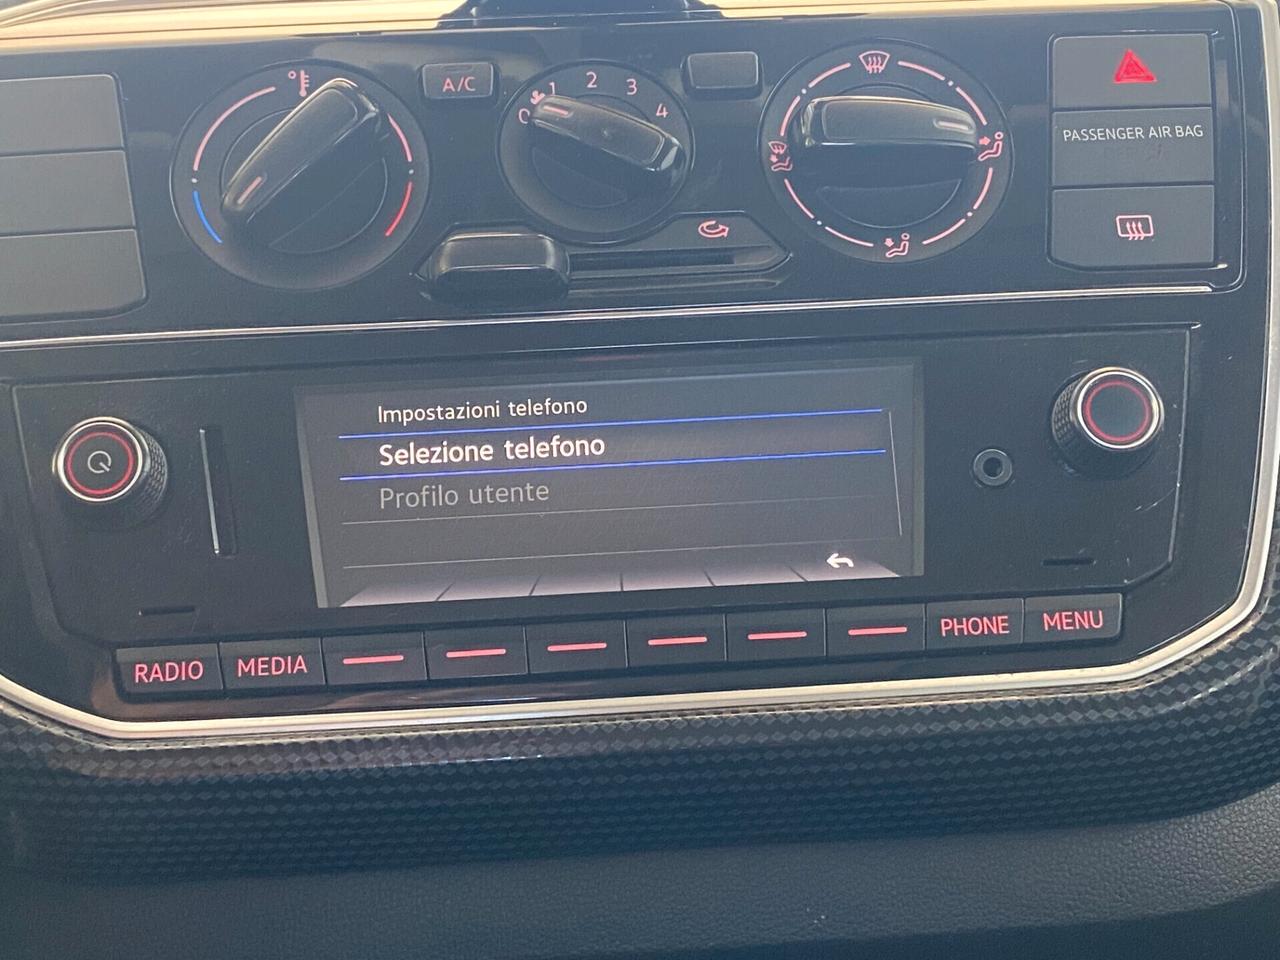 A/C
0 1 2 3 4
PASSENGER AIR BAG
Impostazioni telefono
Selezione telefono
Profilo utente
RADIO MEDIA PHONE MENU